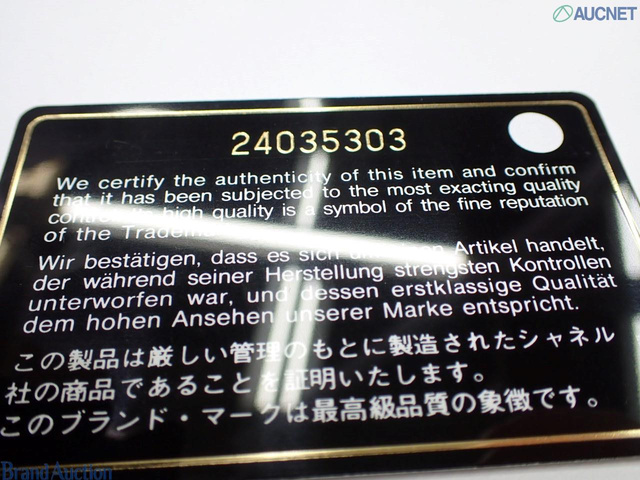 AUCNET
24035303
We certify the authenticity of this item and confirm
that it has been subjected to the most exacting quality
high quality is a symbol of the fine reputation
of the
Wir bestätigen, dass es sich Artikel handelt,
der während seiner Herstellung strengsten Kontrollen
unterworfen war, und dessen erstklassige Qualität
dem hohen Ansehen unserer Marke entspricht.
この製品は厳しい管理のもとに製造されたシャネル
社の商品であることを証明いたします。
このブランド・マークは最高級品質の象徴です。
Brand Auction